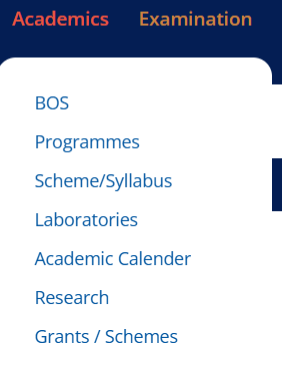 Academics Examination
BOS
Programmes
Scheme/Syllabus
Laboratories
Academic Calender
Research
Grants / Schemes